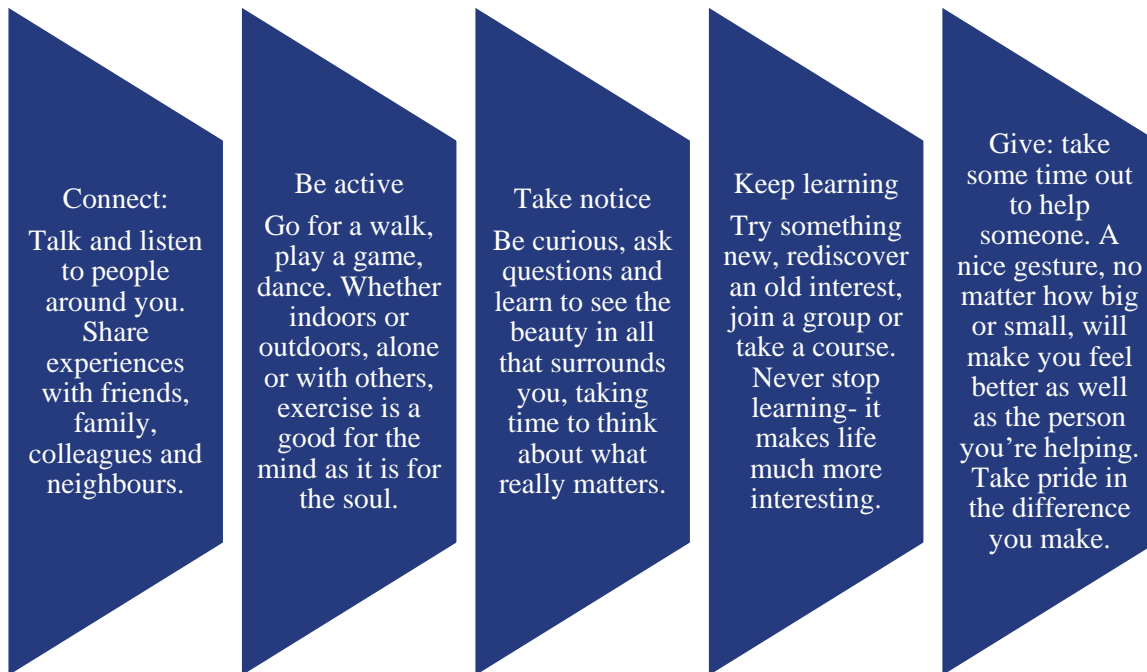 Connect:
Talk and listen
to people
around you.
Share
experiences
with friends,
family,
colleagues and
neighbours.
Be active
Go for a walk,
play a game,
dance. Whether
indoors or
outdoors, alone
or with others,
exercise is a
good for the
mind as it is for
the soul.
Take notice
Be curious, ask
questions and
learn to see the
beauty in all
that surrounds
you, taking
time to think
about what
really matters.
Keep learning
Try something
new, rediscover
an old interest,
join a group or
take a course.
Never stop
learning- it
makes life
much more
interesting.
Give: take
some time out
to help
someone. A
nice gesture, no
matter how big
or small, will
make you feel
better as well
as the person
you’re helping.
Take pride in
the difference
you make.